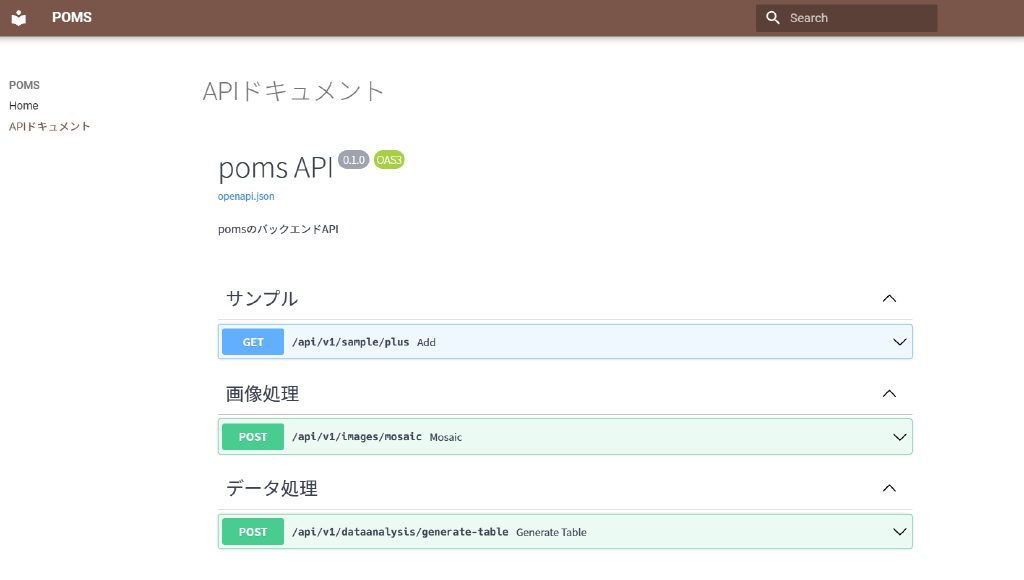 POMS
Search
POMS
Home
APIドキュメント
APIドキュメント
poms API 0.1.0 OAS3
openapi.json
pomsのバックエンドAPI
サンプル
GET /api/v1/sample/plus Add
画像処理
POST /api/v1/images/mosaic Mosaic
データ処理
POST /api/v1/dataanalysis/generate-table Generate Table